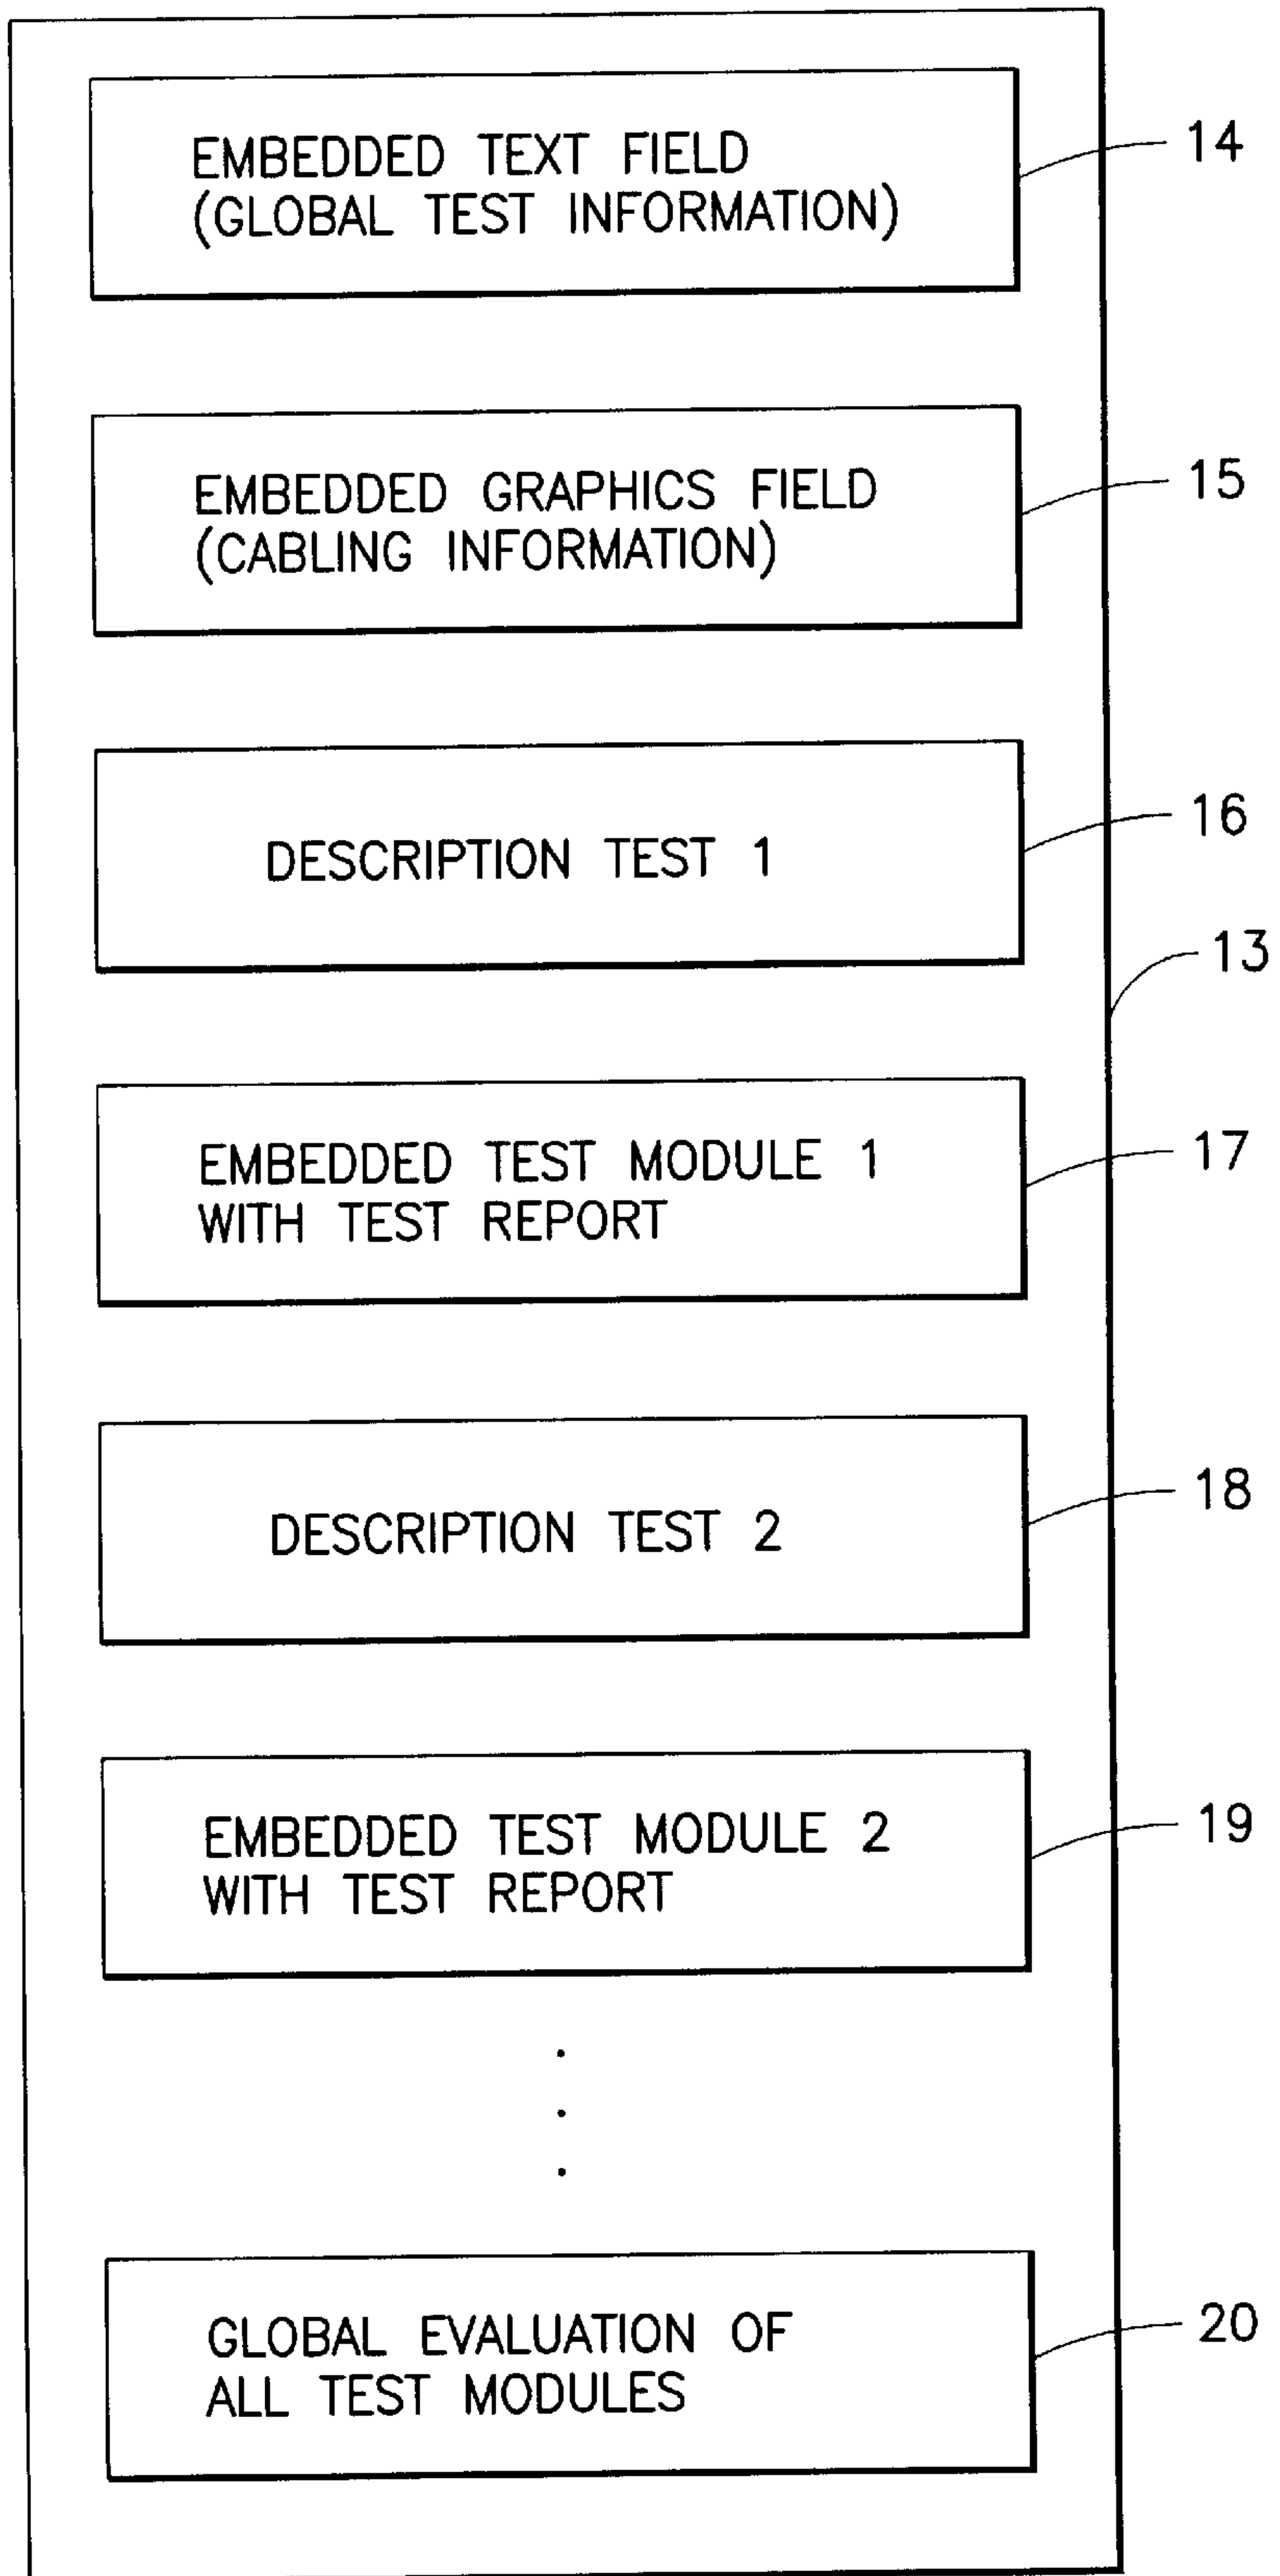 EMBEDDED TEXT FIELD
(GLOBAL TEST INFORMATION)
14
EMBEDDED GRAPHICS FIELD
(CABLING INFORMATION)
15
DESCRIPTION TEST 1
16
13
EMBEDDED TEST MODULE 1
WITH TEST REPORT
17
DESCRIPTION TEST 2
18
EMBEDDED TEST MODULE 2
WITH TEST REPORT
19
.
.
.
GLOBAL EVALUATION OF
ALL TEST MODULES
20